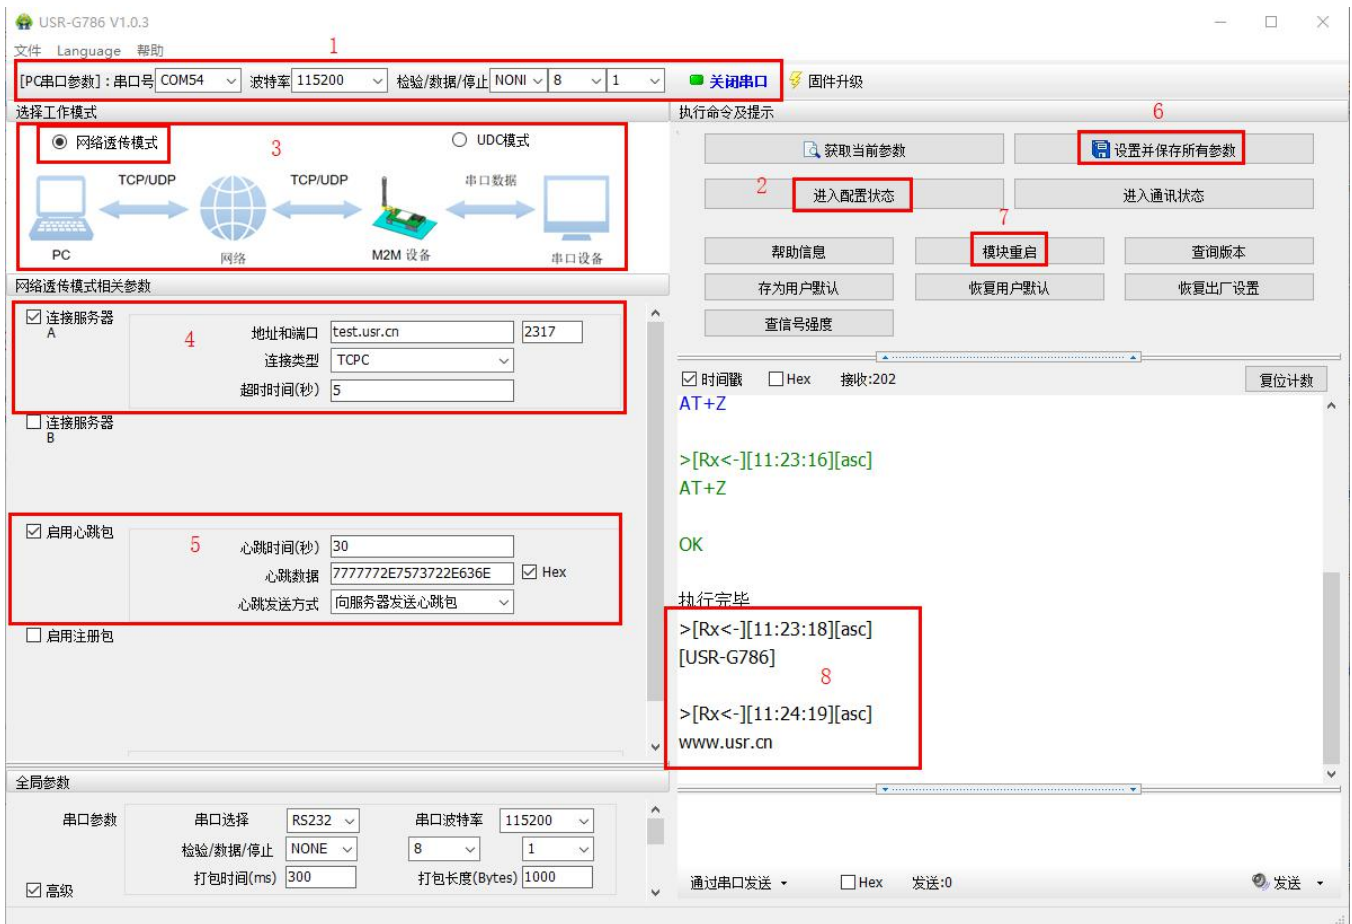 USR-G786 V1.0.3
文件 Language 帮助
1
[PC串口参数]：串口号 COM54 波特率 115200 检验/数据/停止 NONI 8 1 关闭串口 固件升级
选择工作模式
网络透传模式 UDC模式
3
TCP/UDP TCP/UDP 串口数据
PC 网络 M2M 设备 串口设备
网络透传模式相关参数
连接服务器
A
4
地址和端口 test.usr.cn 2317
连接类型 TCPC
超时时间(秒) 5
连接服务器
B
启用心跳包
5
心跳时间(秒) 30
心跳数据 7777772E7573722E636E Hex
心跳发送方式 向服务器发送心跳包
启用注册包
全局参数
串口参数 串口选择 RS232 串口波特率 115200
检验/数据/停止 NONE 8 1
打包时间(ms) 300 打包长度(Bytes) 1000
高级
执行命令及提示
6
获取当前参数 设置并保存所有参数
2
进入配置状态 进入通讯状态
7
帮助信息 模块重启 查询版本
存为用户默认 恢复用户默认 恢复出厂设置
查信号强度
时间戳 Hex 接收:202 复位计数
AT+Z
>[Rx<-][11:23:16][asc]
AT+Z
OK
执行完毕
>[Rx<-][11:23:18][asc]
[USR-G786]
8
>[Rx<-][11:24:19][asc]
www.usr.cn
通过串口发送 Hex 发送:0 发送